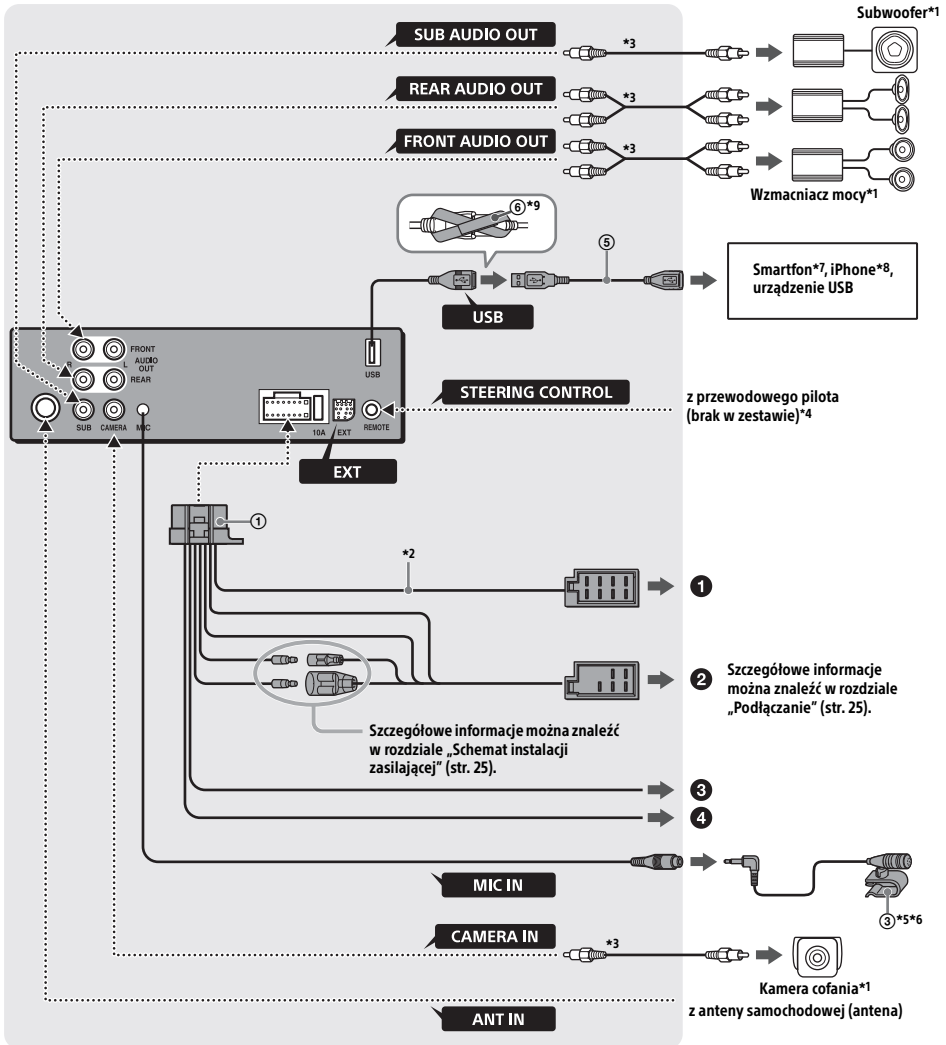 Subwoofer*1
SUB AUDIO OUT
*3
REAR AUDIO OUT
FRONT AUDIO OUT
*3
Wzmacniacz mocy*1
⑥*9
⑤
Smartfon*7, iPhone*8,
urządzenie USB
USB
FRONT
R L AUDIO
OUT
REAR
USB
STEERING CONTROL
z przewodowego pilota
(brak w zestawie)*4
SUB CAMERA MIC
10A EXT REMOTE
EXT
①
*2
❶
❷
Szczegółowe informacje
można znaleźć w rozdziale
„Podłączanie” (str. 25).
Szczegółowe informacje można znaleźć
w rozdziale „Schemat instalacji
zasilającej” (str. 25).
❸
❹
MIC IN
③*5*6
CAMERA IN
*3
Kamera cofania*1
z anteny samochodowej (antena)
ANT IN